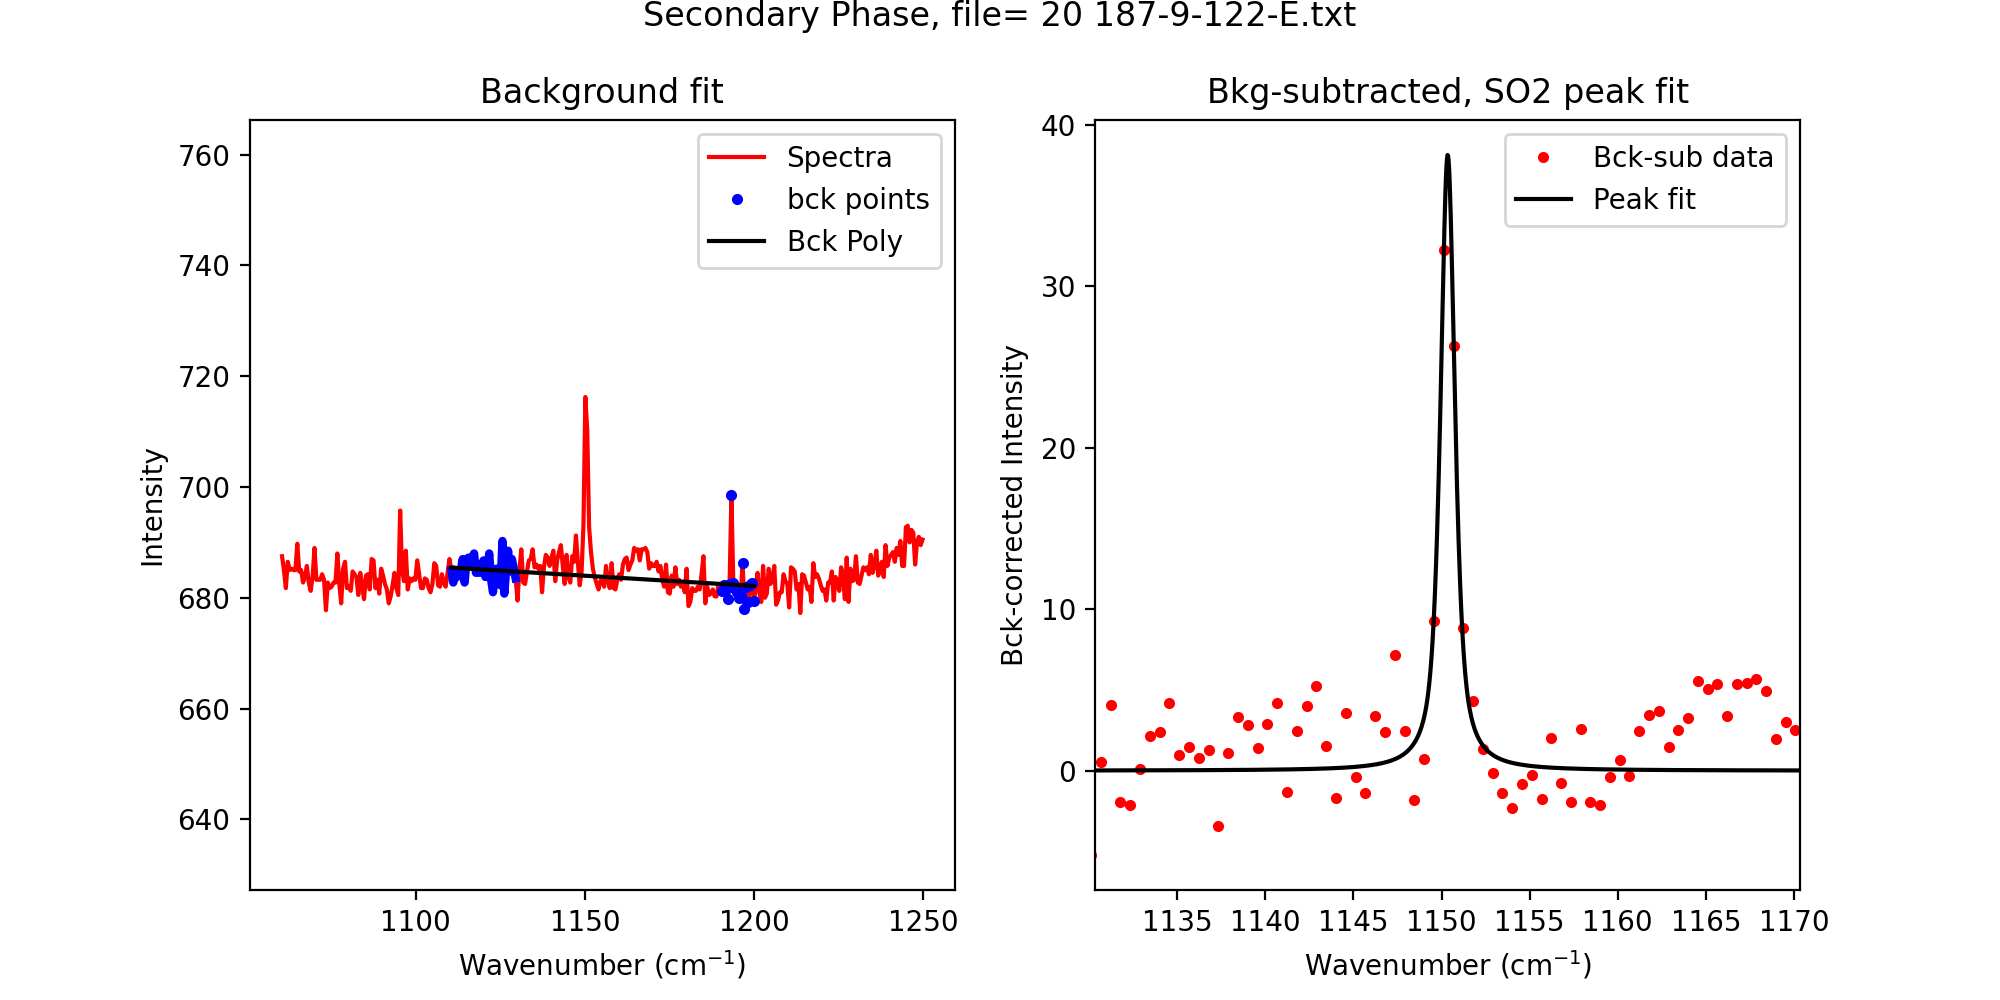 Secondary Phase, file= 20 187-9-122-E.txt
Background fit
760
740
720
700
680
660
640
Intensity
Spectra
bck points
Bck Poly
1100 1150 1200 1250
Wavenumber (cm⁻¹)
Bkg-subtracted, SO2 peak fit
40
30
20
10
0
Bck-corrected Intensity
Bck-sub data
Peak fit
1135 1140 1145 1150 1155 1160 1165 1170
Wavenumber (cm⁻¹)